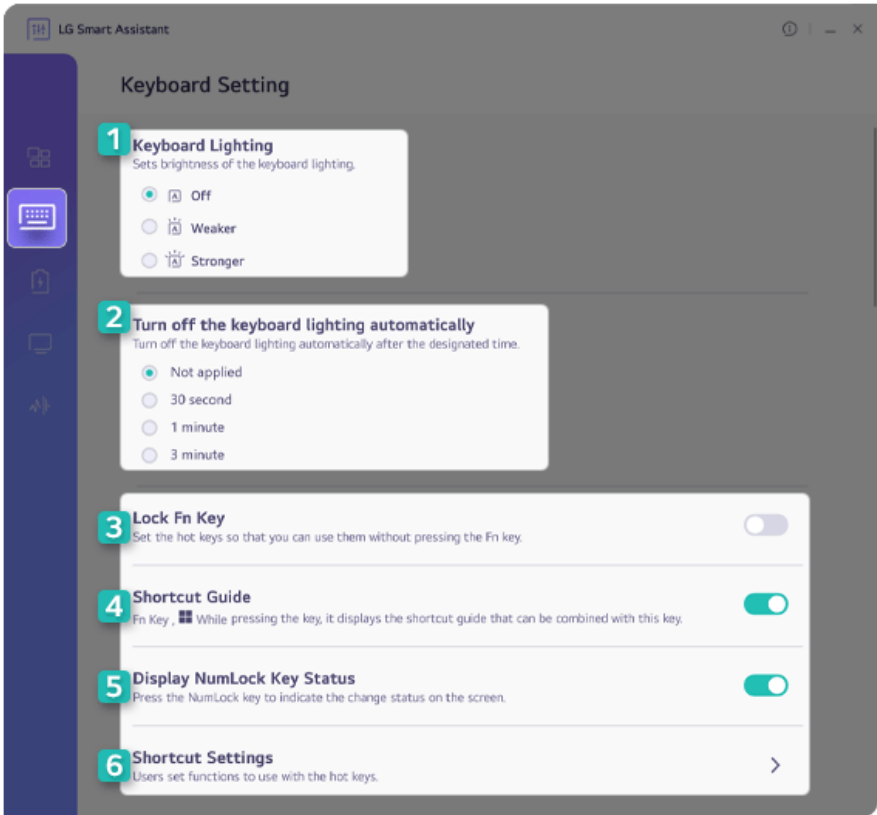 LG Smart Assistant
Keyboard Setting
1
Keyboard Lighting
Sets brightness of the keyboard lighting.
Off
Weaker
Stronger
2
Turn off the keyboard lighting automatically
Turn off the keyboard lighting automatically after the designated time.
Not applied
30 second
1 minute
3 minute
3
Lock Fn Key
Set the hot keys so that you can use them without pressing the Fn key.
4
Shortcut Guide
Fn Key , While pressing the key, it displays the shortcut guide that can be combined with this key.
5
Display NumLock Key Status
Press the NumLock key to indicate the change status on the screen.
6
Shortcut Settings
Users set functions to use with the hot keys.